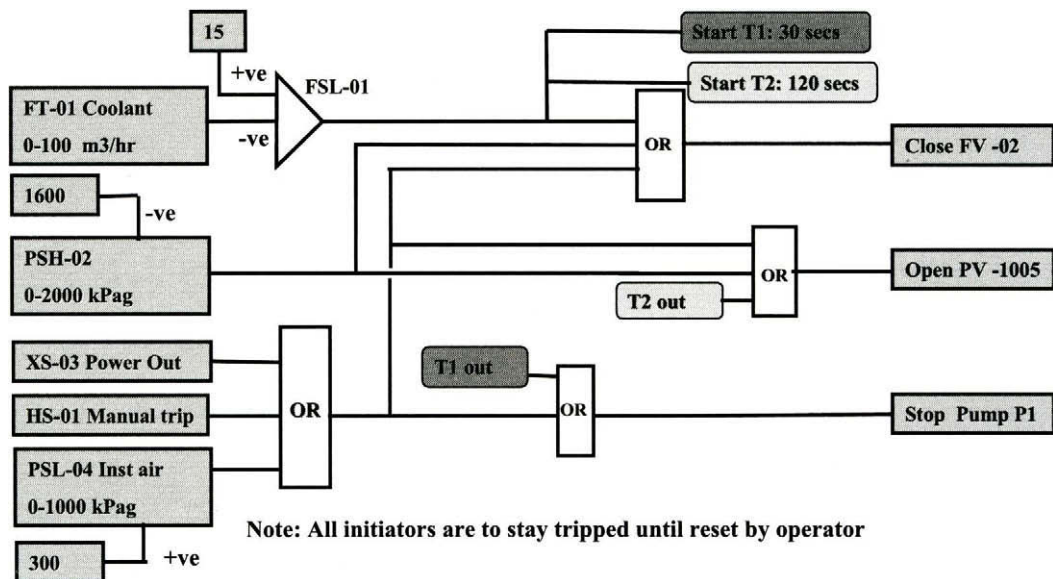 15
Start T1: 30 secs
+ve
FSL-01
Start T2: 120 secs
FT-01 Coolant
0-100 m3/hr
-ve
OR
Close FV -02
1600
-ve
PSH-02
0-2000 kPag
OR
Open PV -1005
T2 out
XS-03 Power Out
T1 out
HS-01 Manual trip
OR
OR
Stop Pump P1
PSL-04 Inst air
0-1000 kPag
Note: All initiators are to stay tripped until reset by operator
300
+ve